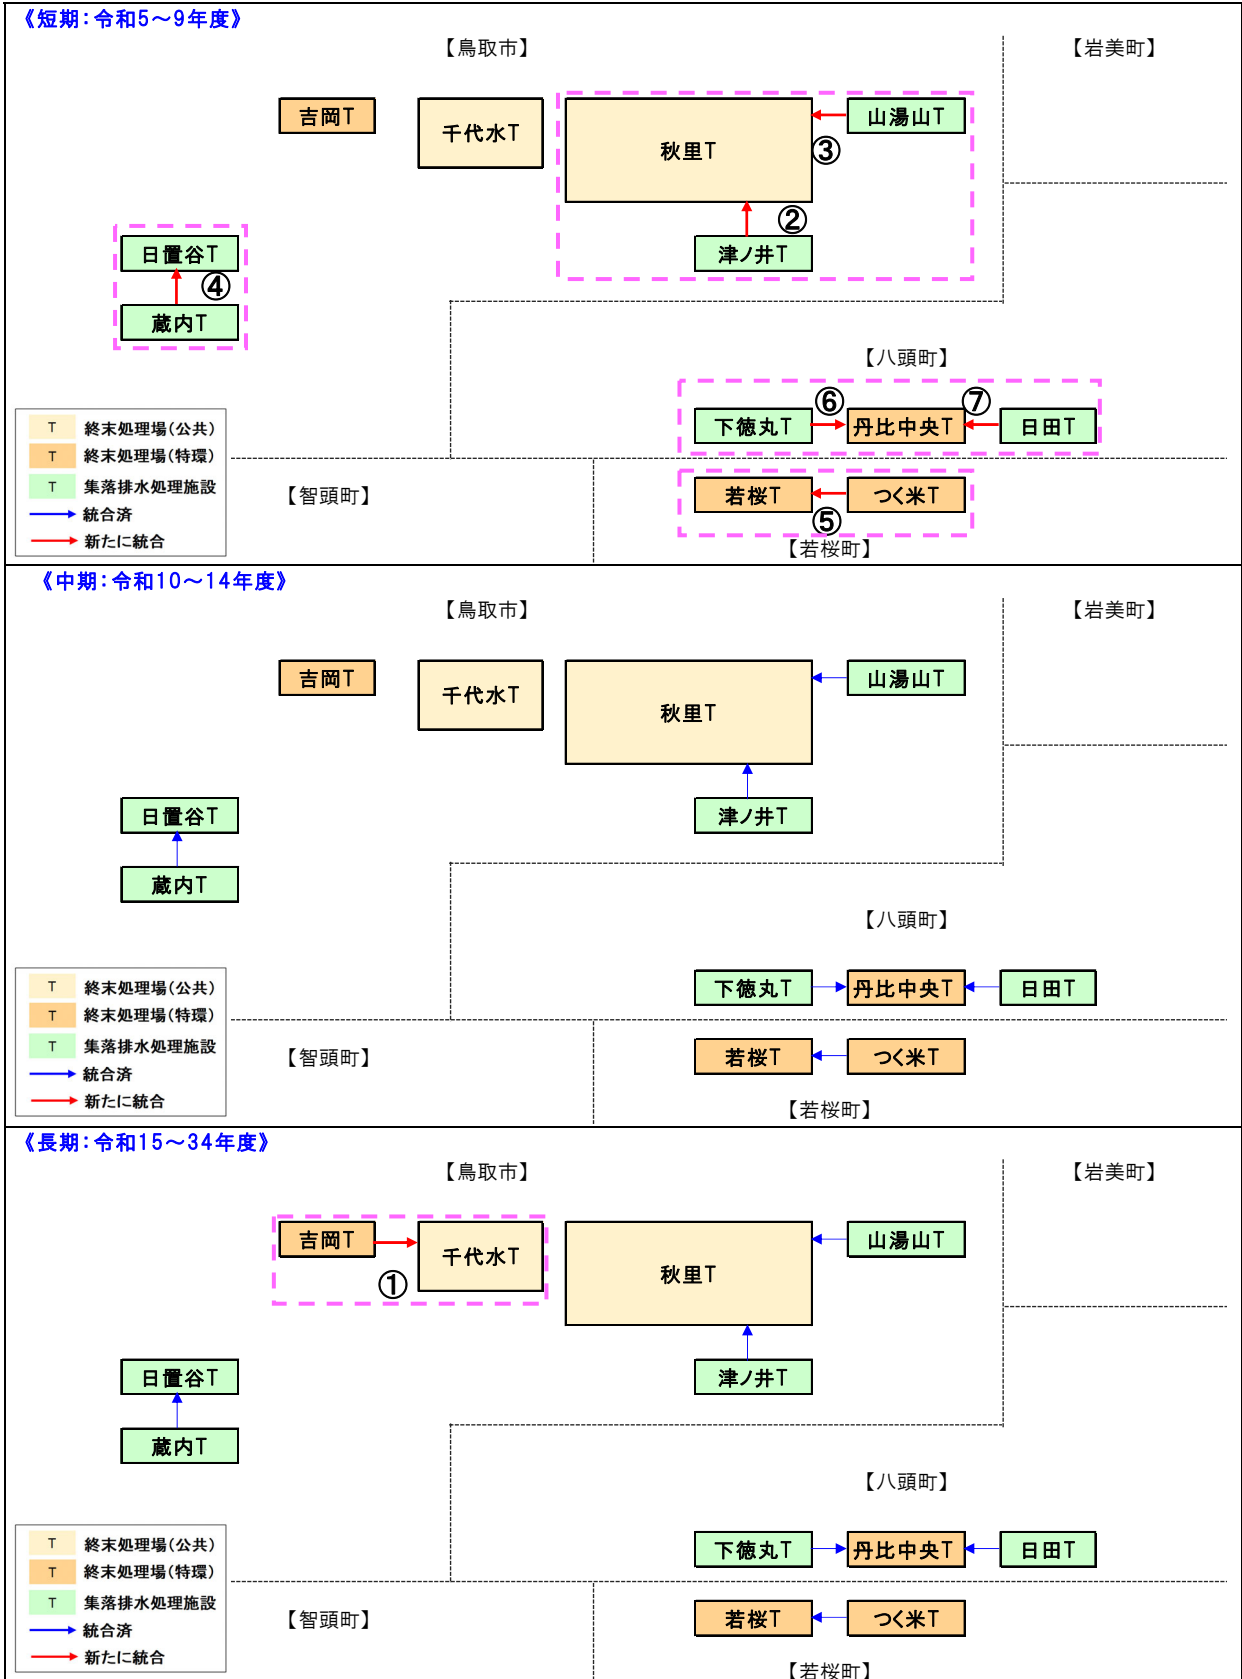 《短期：令和5～9年度》
【鳥取市】
【岩美町】
吉岡T
千代水T
秋里T
山湯山T
③
②
津ノ井T
日置谷T
④
蔵内T
【八頭町】
⑥
⑦
下徳丸T
丹比中央T
日田T
T 終末処理場(公共)
T 終末処理場(特環)
T 集落排水処理施設
統合済
新たに統合
【智頭町】
若桜T
つく米T
⑤
【若桜町】
《中期：令和10～14年度》
【鳥取市】
【岩美町】
吉岡T
千代水T
秋里T
山湯山T
津ノ井T
日置谷T
蔵内T
【八頭町】
下徳丸T
丹比中央T
日田T
T 終末処理場(公共)
T 終末処理場(特環)
T 集落排水処理施設
統合済
新たに統合
【智頭町】
若桜T
つく米T
【若桜町】
《長期：令和15～34年度》
【鳥取市】
【岩美町】
吉岡T
千代水T
秋里T
山湯山T
①
津ノ井T
日置谷T
蔵内T
【八頭町】
下徳丸T
丹比中央T
日田T
T 終末処理場(公共)
T 終末処理場(特環)
T 集落排水処理施設
統合済
新たに統合
【智頭町】
若桜T
つく米T
【若桜町】